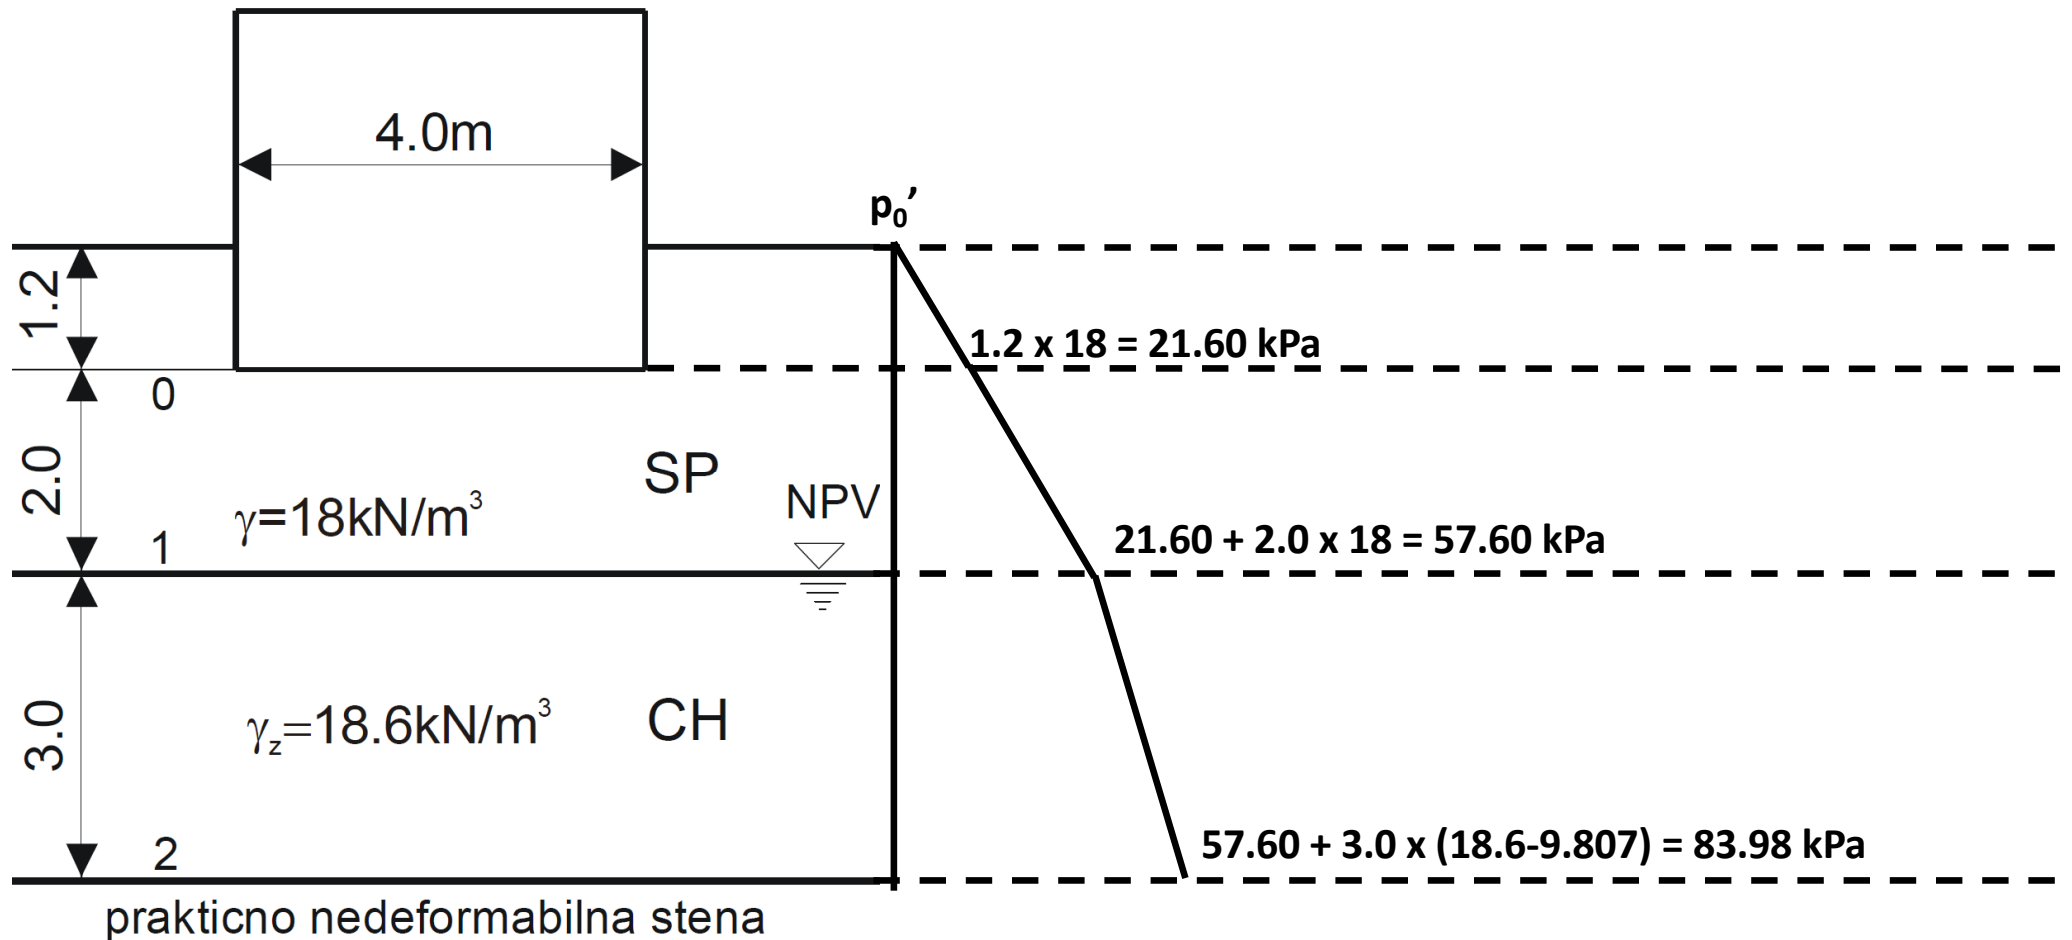 4.0m
p₀’
1.2
1.2 x 18 = 21.60 kPa
0
2.0
SP
γ=18kN/m³
NPV
1
21.60 + 2.0 x 18 = 57.60 kPa
3.0
γz=18.6kN/m³
CH
2
57.60 + 3.0 x (18.6-9.807) = 83.98 kPa
prakticno nedeformabilna stena